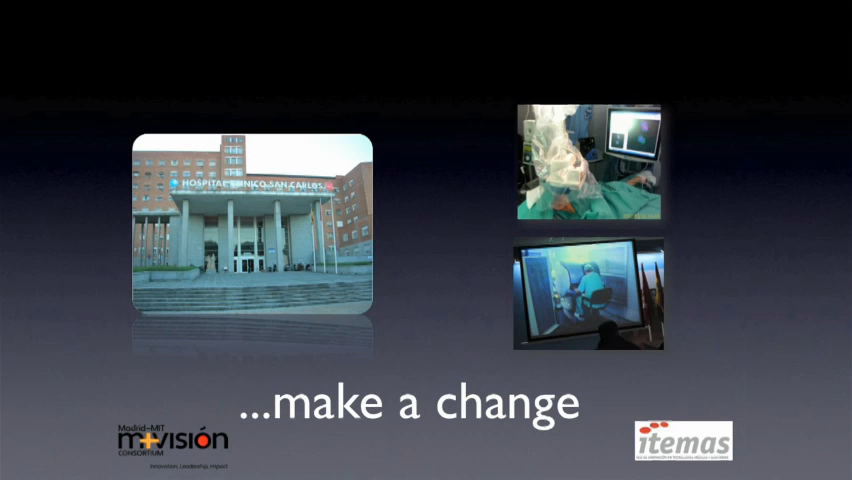 HOSPITAL CLINICO SAN CARLOS
...make a change
Madrid-MIT
m+visión
CONSORTIUM
Innovation, Leadership, Impact
itemas